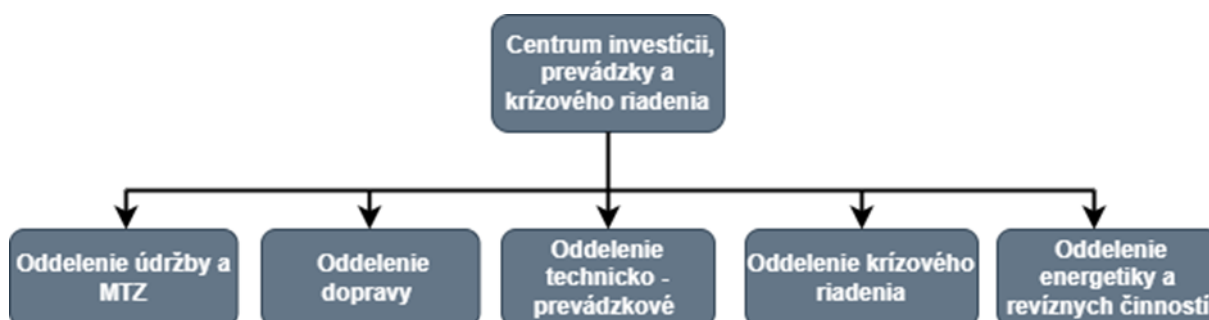 Centrum investícii,
prevádzky a
krízového riadenia
Oddelenie údržby a
MTZ
Oddelenie
dopravy
Oddelenie
technicko -
prevádzkové
Oddelenie krízového
riadenia
Oddelenie
energetiky a
revíznych činností